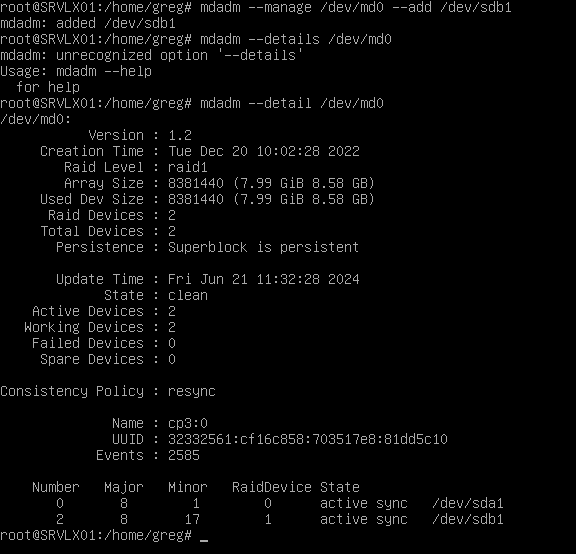 root@SRVLX01:/home/greg# mdadm --manage /dev/md0 --add /dev/sdb1
mdadm: added /dev/sdb1
root@SRVLX01:/home/greg# mdadm --details /dev/md0
mdadm: unrecognized option '--details'
Usage: mdadm --help
  for help
root@SRVLX01:/home/greg# mdadm --detail /dev/md0
/dev/md0:
           Version : 1.2
     Creation Time : Tue Dec 20 10:02:28 2022
        Raid Level : raid1
        Array Size : 8381440 (7.99 GiB 8.58 GB)
     Used Dev Size : 8381440 (7.99 GiB 8.58 GB)
      Raid Devices : 2
     Total Devices : 2
       Persistence : Superblock is persistent

       Update Time : Fri Jun 21 11:32:28 2024
             State : clean
    Active Devices : 2
   Working Devices : 2
    Failed Devices : 0
     Spare Devices : 0

Consistency Policy : resync

              Name : cp3:0
              UUID : 32332561:cf16c858:703517e8:81dd5c10
            Events : 2585

    Number   Major   Minor   RaidDevice State
       0       8        1        0      active sync   /dev/sda1
       2       8       17        1      active sync   /dev/sdb1
root@SRVLX01:/home/greg# _